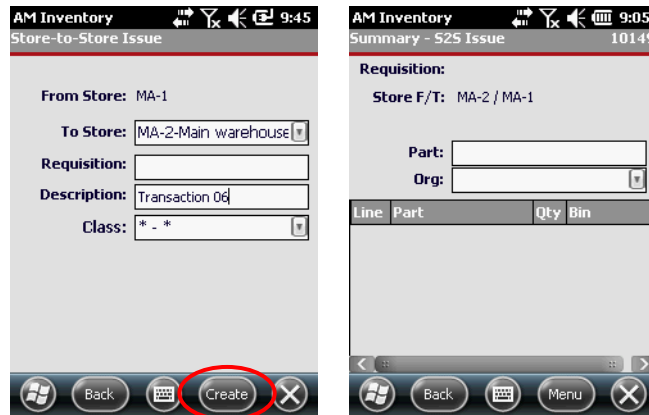 AM Inventory 9:45
Store-to-Store Issue
From Store: MA-1
To Store: MA-2-Main warehouse
Requisition:
Description: Transaction 06
Class: * - *
Back Create
AM Inventory 9:05
Summary - S2S Issue 10149
Requisition:
Store F/T: MA-2 / MA-1
Part:
Org:
Line Part Qty Bin
Back Menu